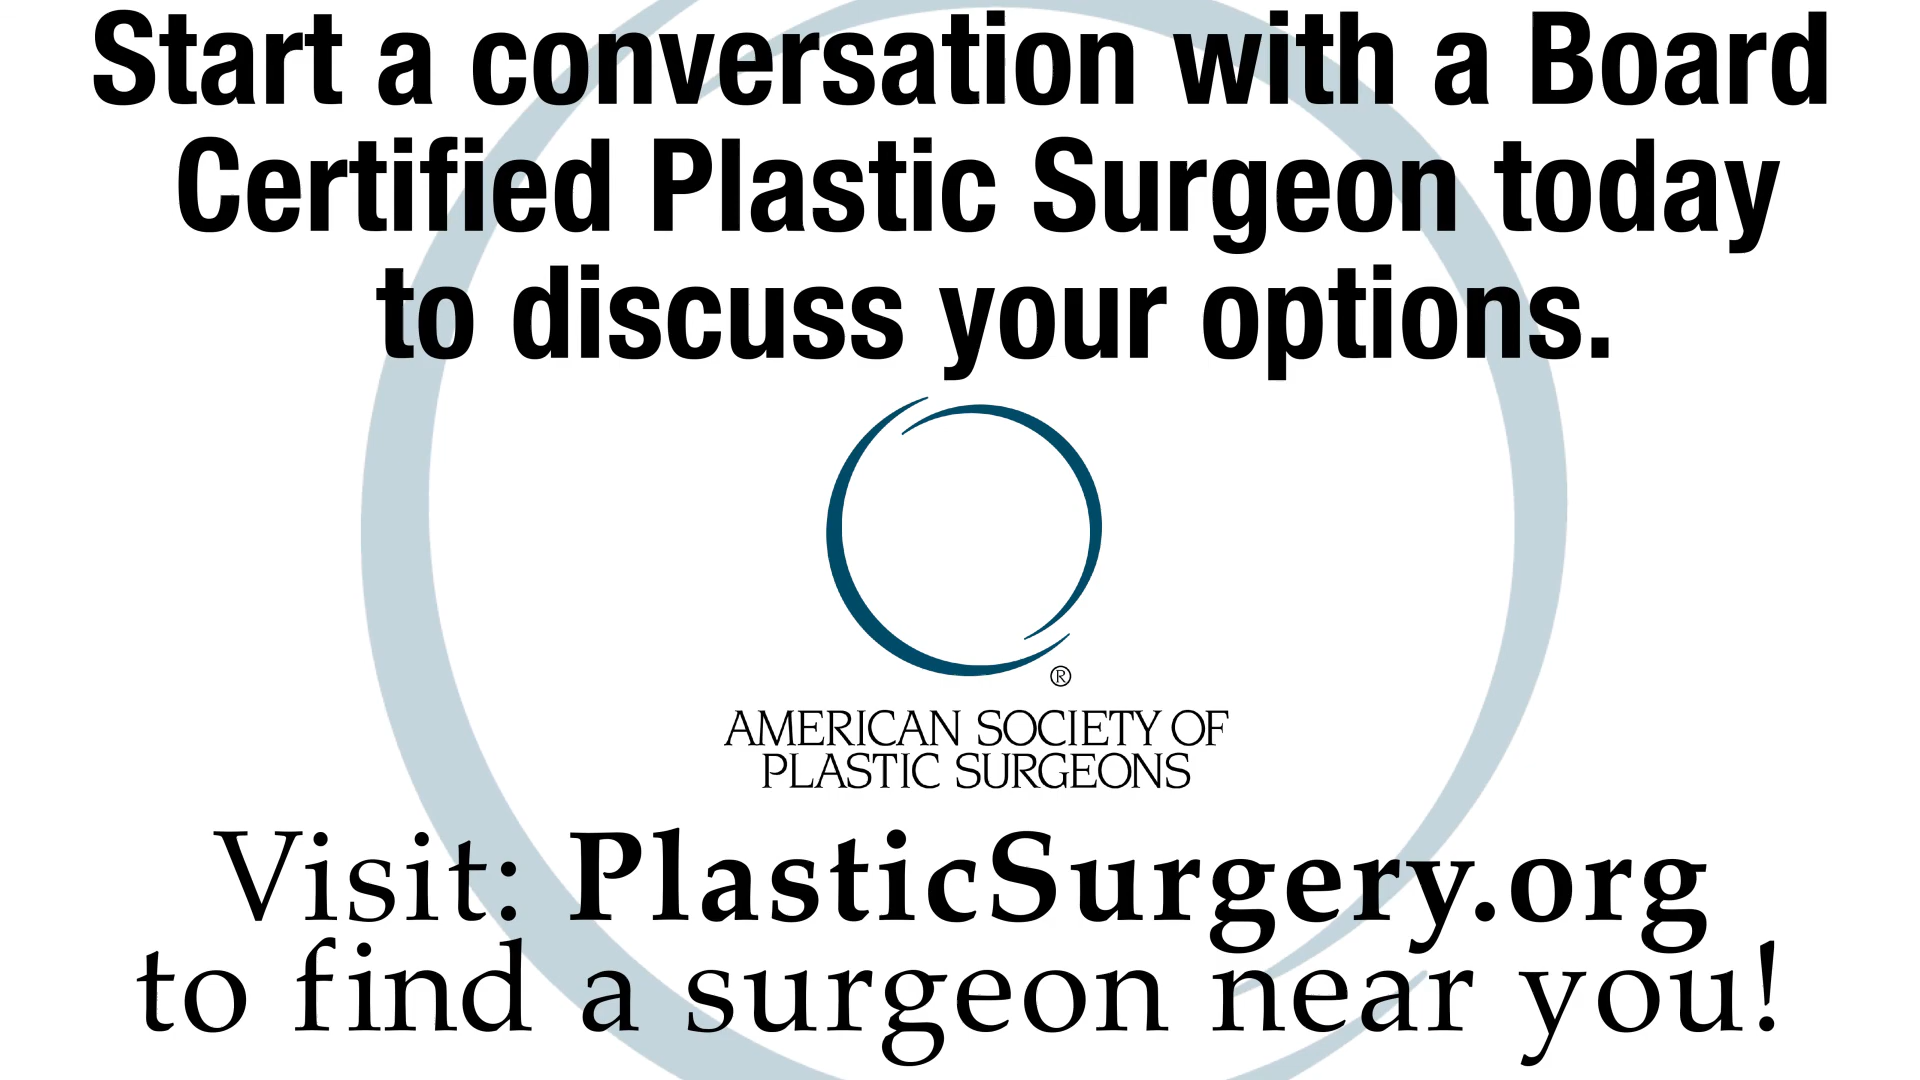 Start a conversation with a Board
Certified Plastic Surgeon today
to discuss your options.
®
AMERICAN SOCIETY OF
PLASTIC SURGEONS
Visit: PlasticSurgery.org
to find a surgeon near you!